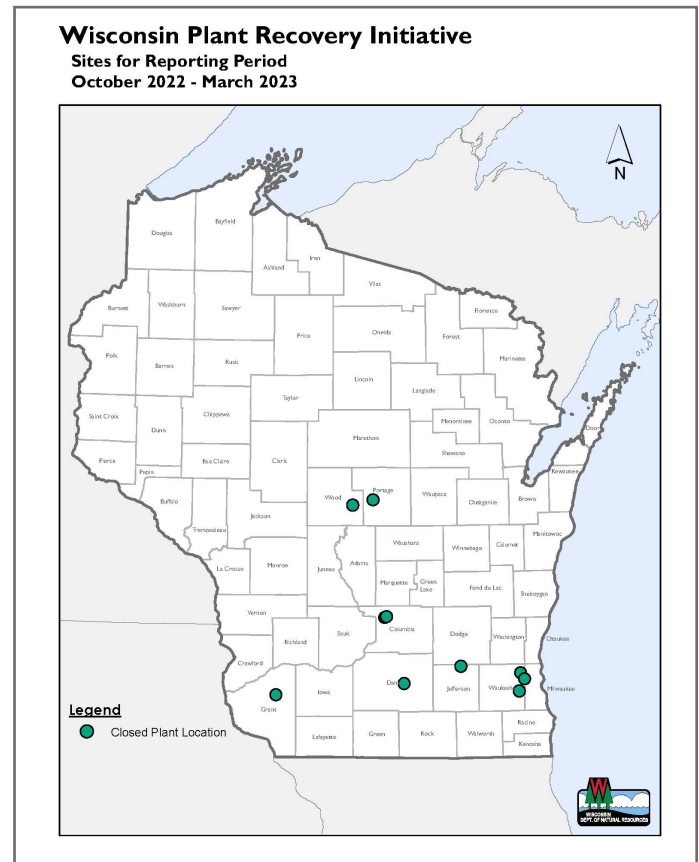 Wisconsin Plant Recovery Initiative
Sites for Reporting Period
October 2022 - March 2023
N
Douglas
Bayfield
Ashland
Iron
Vilas
Burnett
Washburn
Sawyer
Price
Oneida
Forest
Florence
Marinette
Polk
Barron
Rusk
Lincoln
Langlade
Taylor
Saint Croix
Dunn
Chippewa
Menominee
Oconto
Door
Marathon
Shawano
Pierce
Pepin
Eau Claire
Clark
Kewaunee
Buffalo
Trempealeau
Jackson
Wood
Portage
Waupaca
Outagamie
Brown
La Crosse
Monroe
Juneau
Adams
Waushara
Winnebago
Calumet
Manitowoc
Marquette
Green
Lake
Fond du Lac
Sheboygan
Vernon
Richland
Sauk
Columbia
Dodge
Washington
Ozaukee
Crawford
Grant
Iowa
Jefferson
Milwaukee
Lafayette
Green
Rock
Walworth
Racine
Kenosha
Legend
Closed Plant Location
W
WISCONSIN
DEPT. OF NATURAL RESOURCES